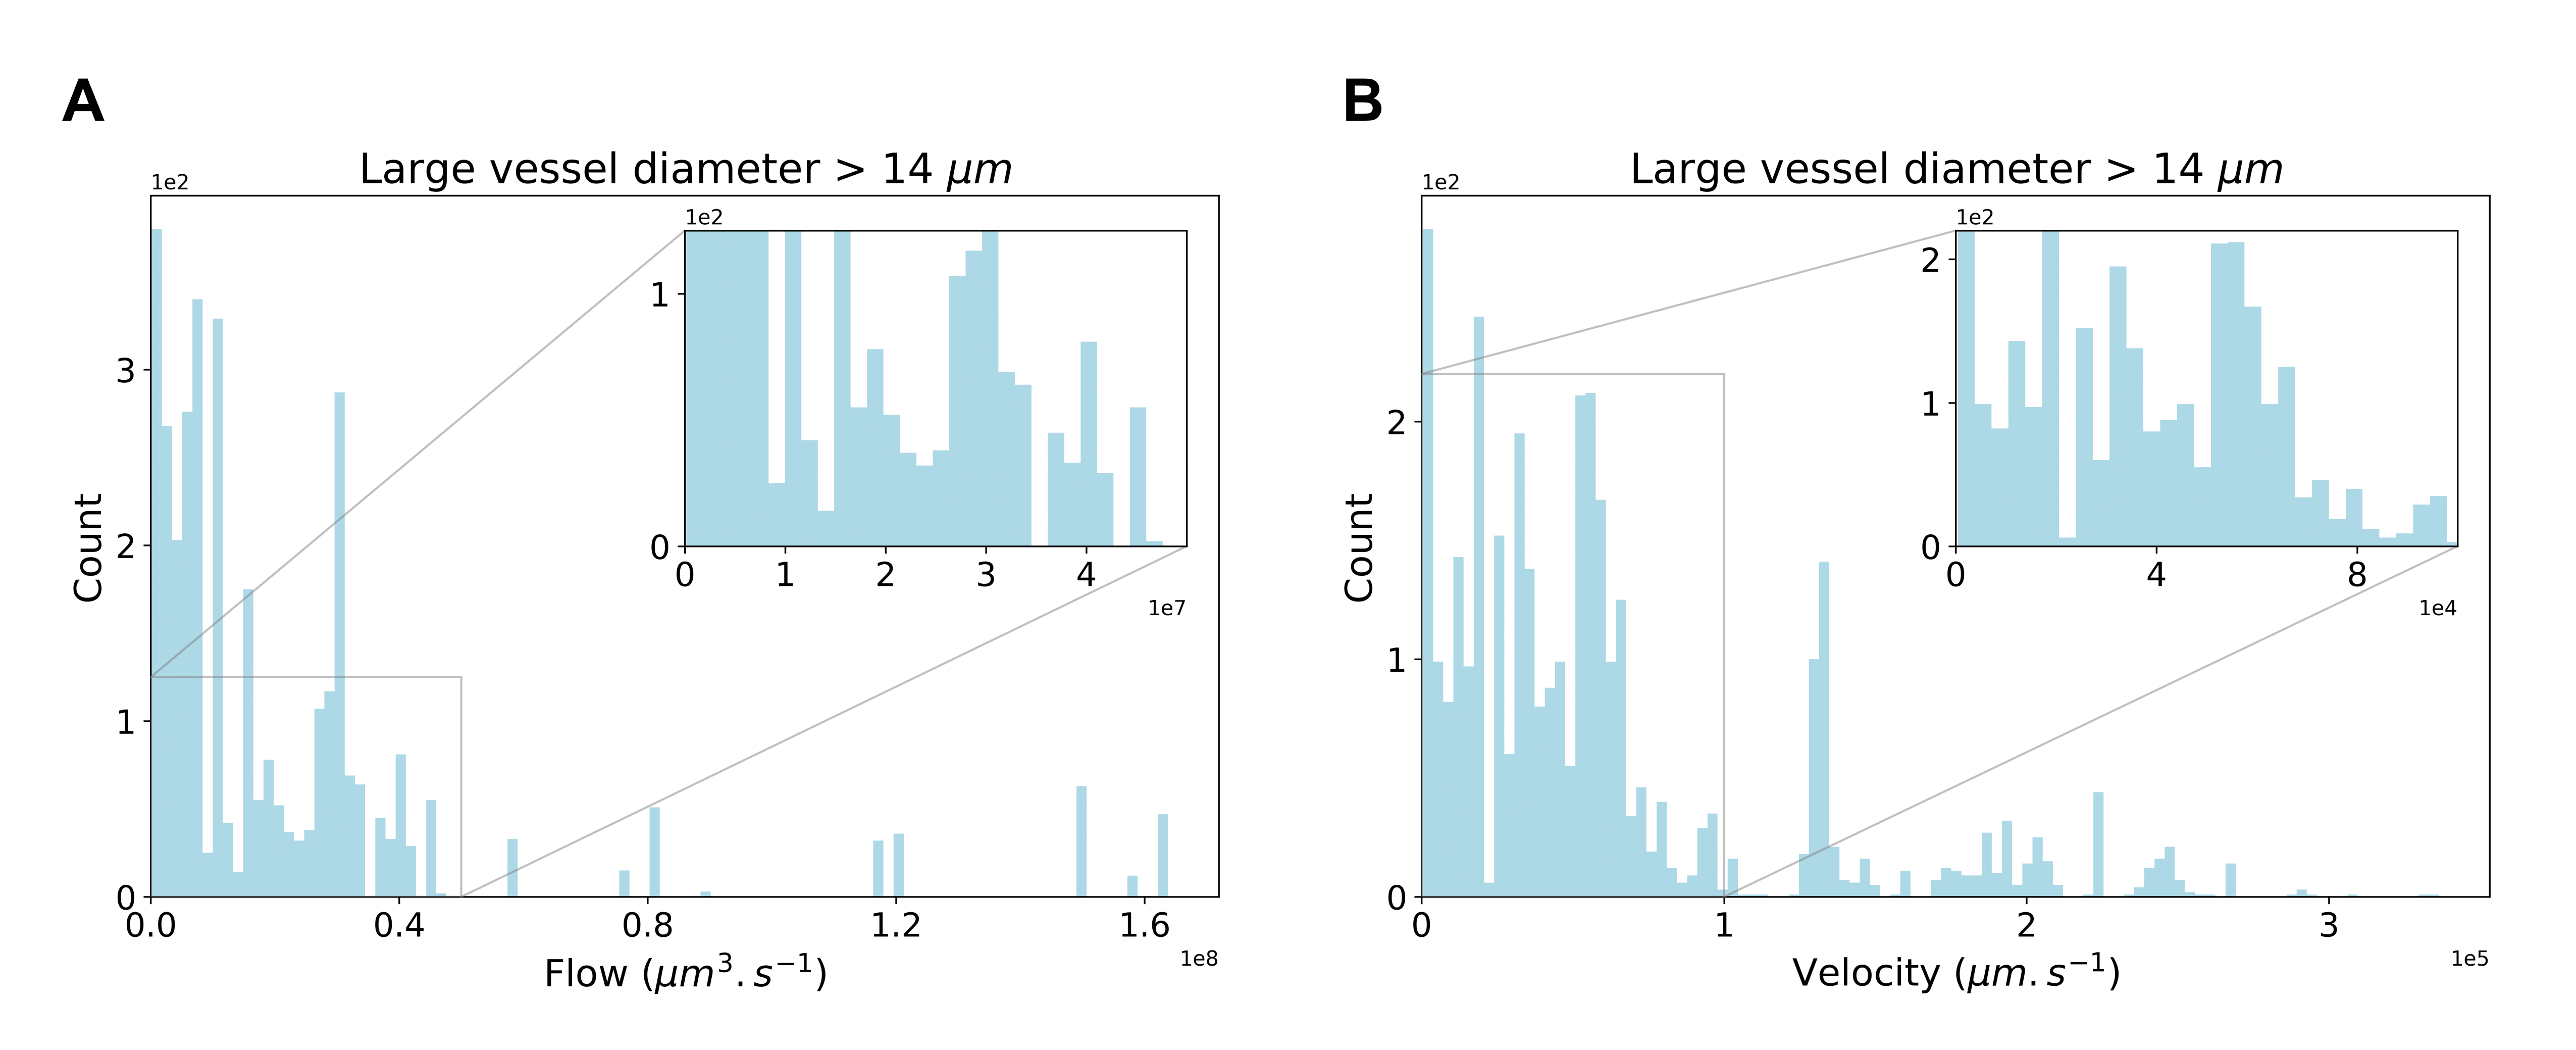 A
Large vessel diameter > 14 μm
1e2
1e2
1
0
0 1 2 3 4
1e7
3
2
1
0
Count
0.0 0.4 0.8 1.2 1.6
1e8
Flow (μm³. s⁻¹)
B
Large vessel diameter > 14 μm
1e2
1e2
2
1
0
0 4 8
1e4
2
1
0
Count
0 1 2 3
1e5
Velocity (μm. s⁻¹)